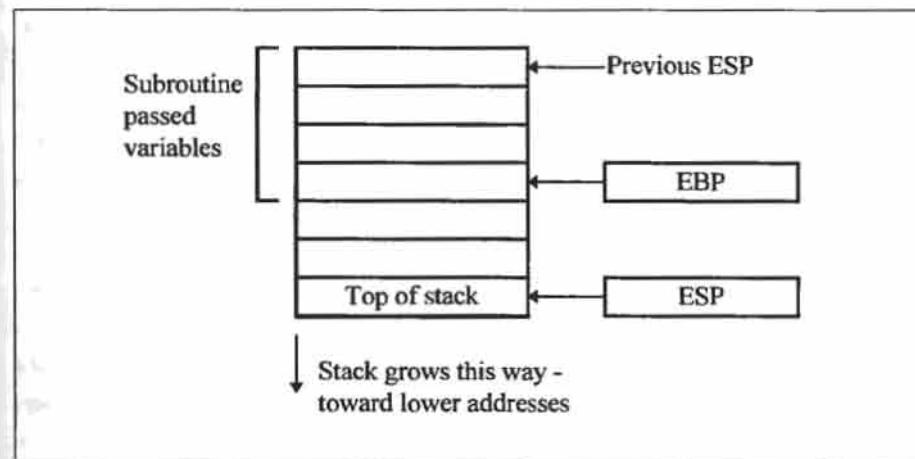 Previous ESP
Subroutine
passed
variables
EBP
Top of stack
ESP
Stack grows this way -
toward lower addresses